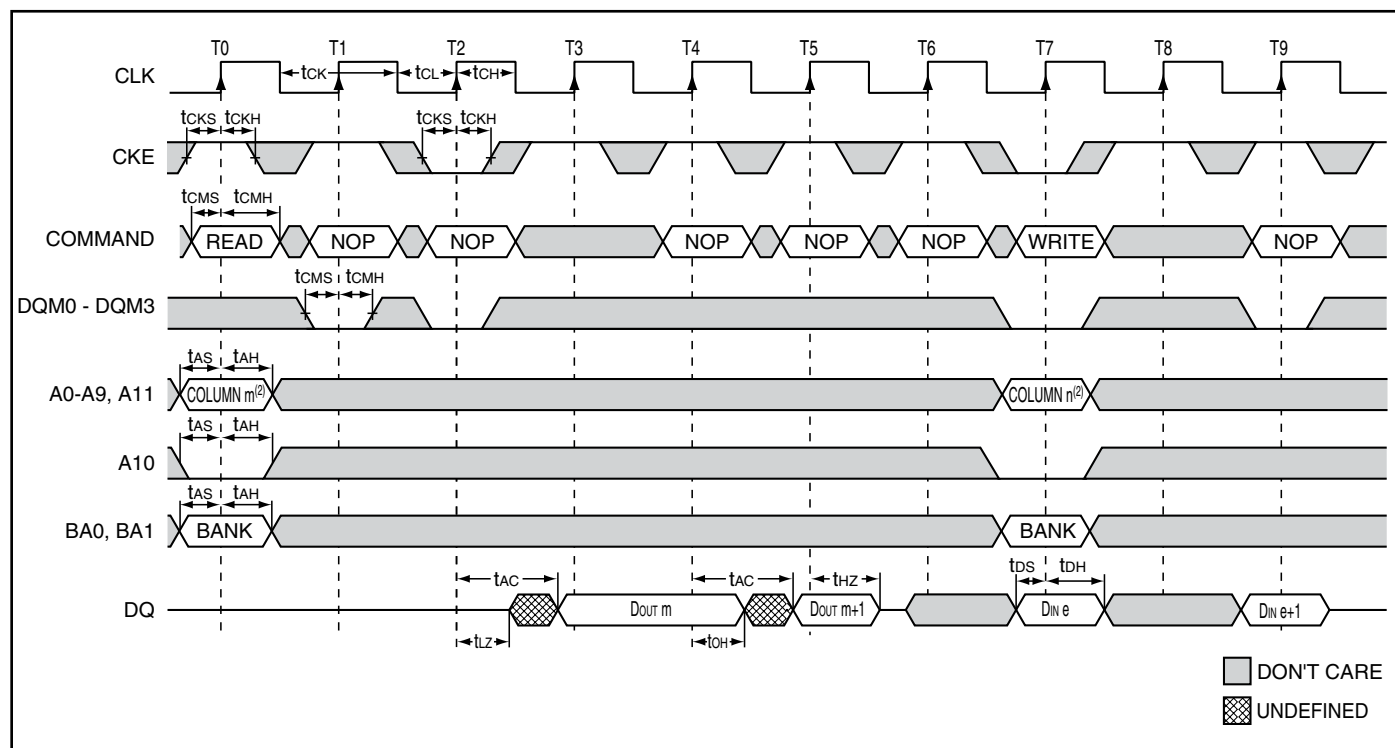 T0 T1 T2 T3 T4 T5 T6 T7 T8 T9
CLK tCK tCL tCH
tCKS tCKH tCKS tCKH
CKE
tCMS tCMH
COMMAND READ NOP NOP NOP NOP NOP WRITE NOP
tCMS tCMH
DQM0 - DQM3
tAS tAH
A0-A9, A11 COLUMN m(2) COLUMN n(2)
tAS tAH
A10
tAS tAH
BA0, BA1 BANK BANK
tAC tAC tHZ tDS tDH
DQ DOUT m DOUT m+1 DIN e DIN e+1
tLZ tOH
DON'T CARE
UNDEFINED